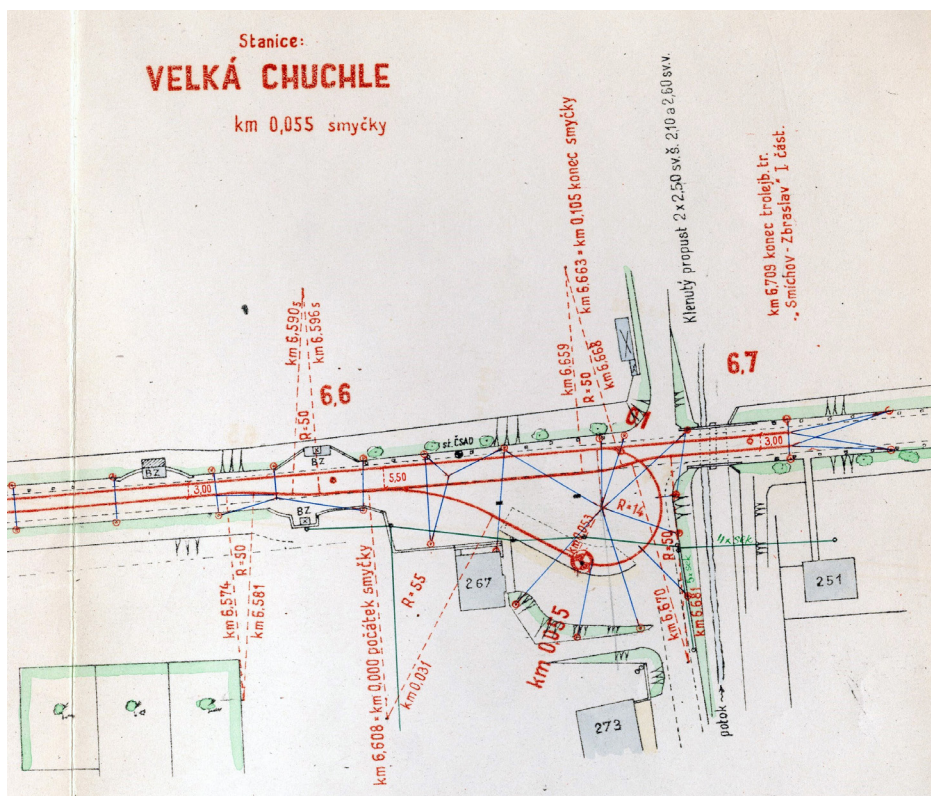 Stanice:
VELKÁ CHUCHLE
km 0,055 smyčky
km 6,590 s
km 6,596 s
R=50
6,6
km 6.663 = km 0,105 konec smyčky
km 6.659
R=50
km 6.668
Klenutý propust 2 x 2,50 sv.š. 2,10 a 2,60 sv.v.
6,7
km 6,709 konec trolejb. tr.
"Smíchov - Zbraslav" I. část.
BZ
BZ
BZ
st. ČSAD
3,00
5,50
3,00
R=14
km 0,053
R=50
R=50
km 6.574
km 6.581
R=55
km 0,031
km 6,608 = km 0,000 počátek smyčky
267
km 0,055
km 6.670
km 6.681
251
273
potok